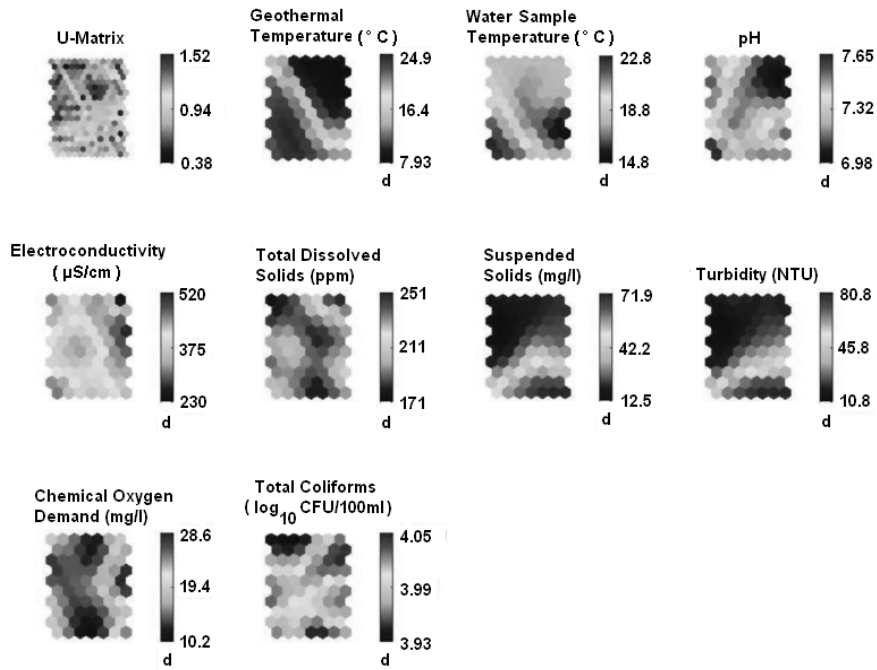 U-Matrix
1.52
0.94
0.38
Geothermal
Temperature (° C)
24.9
16.4
7.93
d
Water Sample
Temperature (° C)
22.8
18.8
14.8
d
pH
7.65
7.32
6.98
d
Electroconductivity
( µS/cm )
520
375
230
d
Total Dissolved
Solids (ppm)
251
211
171
d
Suspended
Solids (mg/l)
71.9
42.2
12.5
d
Turbidity (NTU)
80.8
45.8
10.8
d
Chemical Oxygen
Demand (mg/l)
28.6
19.4
10.2
d
Total Coliforms
( log10 CFU/100ml)
4.05
3.99
3.93
d